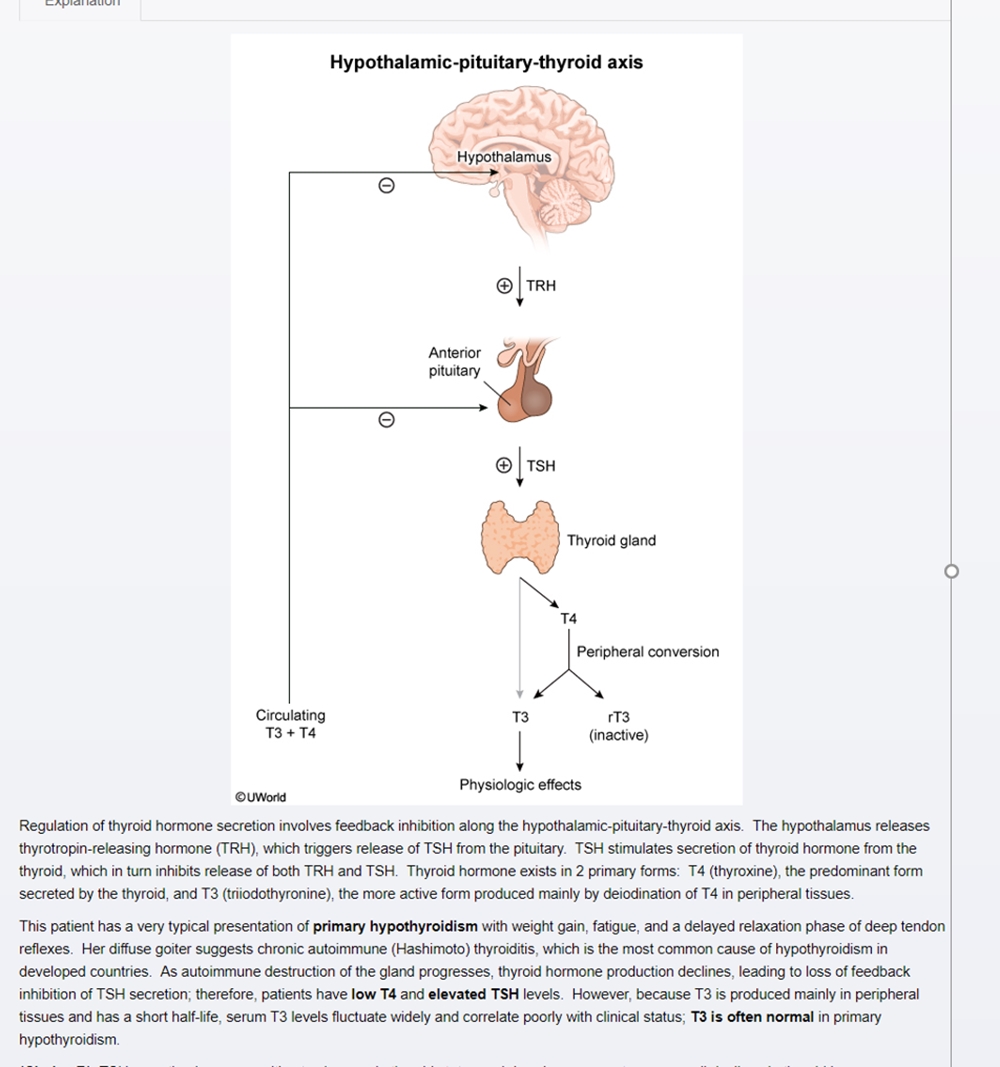 Explanation
Hypothalamic-pituitary-thyroid axis
Hypothalamus
⊖
⊕ TRH
Anterior
pituitary
⊖
⊕ TSH
Thyroid gland
T4
Peripheral conversion
Circulating
T3 + T4
T3
rT3
(inactive)
Physiologic effects
©UWorld
Regulation of thyroid hormone secretion involves feedback inhibition along the hypothalamic-pituitary-thyroid axis. The hypothalamus releases
thyrotropin-releasing hormone (TRH), which triggers release of TSH from the pituitary. TSH stimulates secretion of thyroid hormone from the
thyroid, which in turn inhibits release of both TRH and TSH. Thyroid hormone exists in 2 primary forms: T4 (thyroxine), the predominant form
secreted by the thyroid, and T3 (triiodothyronine), the more active form produced mainly by deiodination of T4 in peripheral tissues.
This patient has a very typical presentation of primary hypothyroidism with weight gain, fatigue, and a delayed relaxation phase of deep tendon
reflexes. Her diffuse goiter suggests chronic autoimmune (Hashimoto) thyroiditis, which is the most common cause of hypothyroidism in
developed countries. As autoimmune destruction of the gland progresses, thyroid hormone production declines, leading to loss of feedback
inhibition of TSH secretion; therefore, patients have low T4 and elevated TSH levels. However, because T3 is produced mainly in peripheral
tissues and has a short half-life, serum T3 levels fluctuate widely and correlate poorly with clinical status; T3 is often normal in primary
hypothyroidism.